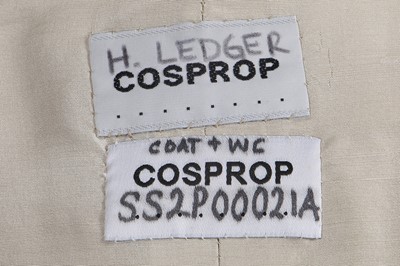 H. LEDGER
COSPROP
COAT + WC
COSPROP
SS2P00021A